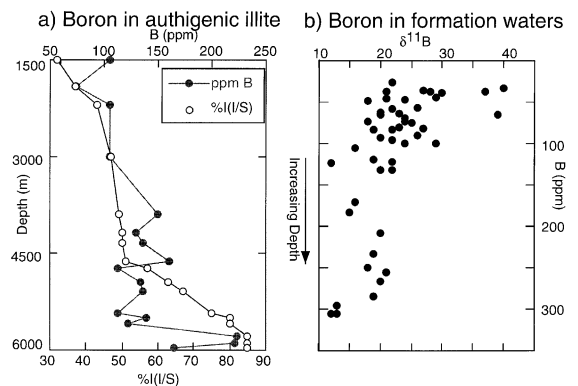 a) Boron in authigenic illite
B (ppm)
50 100 150 200 250
1500
3000
4500
6000
Depth (m)
ppm B
%I(I/S)
30 40 50 60 70 80 90
%I(I/S)
b) Boron in formation waters
δ¹¹B
10 20 30 40
100
200
300
B (ppm)
Increasing Depth